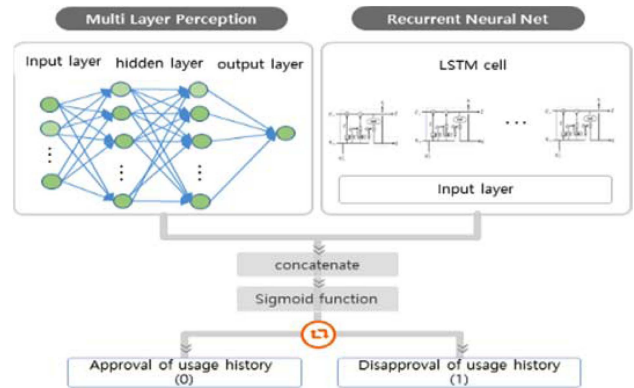 Multi Layer Perception
Input layer hidden layer output layer
Recurrent Neural Net
LSTM cell
Input layer
concatenate
Sigmoid function
Approval of usage history
(0)
Disapproval of usage history
(1)